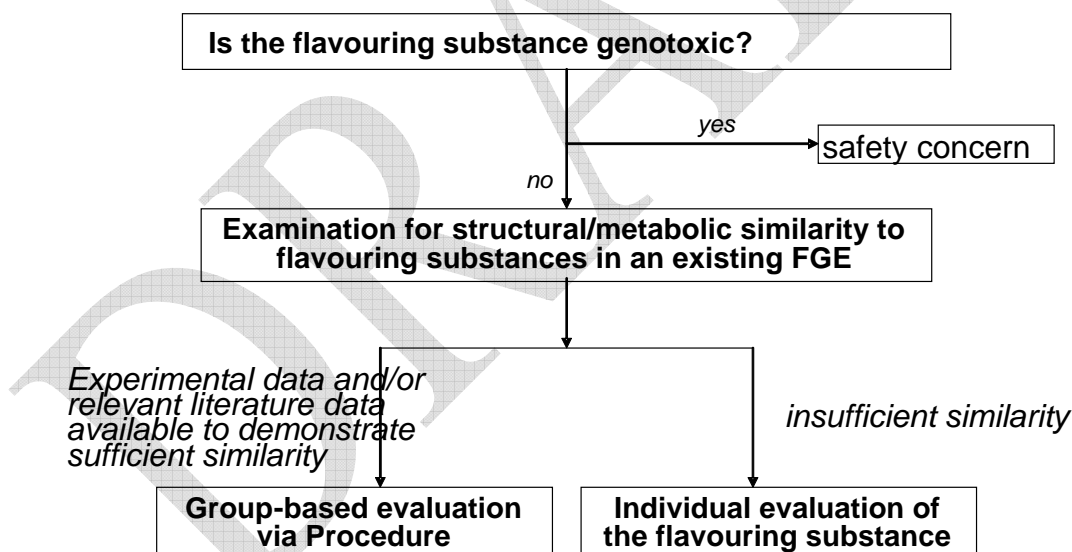 Is the flavouring substance genotoxic?
yes
safety concern
no
Examination for structural/metabolic similarity to
flavouring substances in an existing FGE
Experimental data and/or
relevant literature data
available to demonstrate
sufficient similarity
insufficient similarity
Group-based evaluation
via Procedure
Individual evaluation of
the flavouring substance